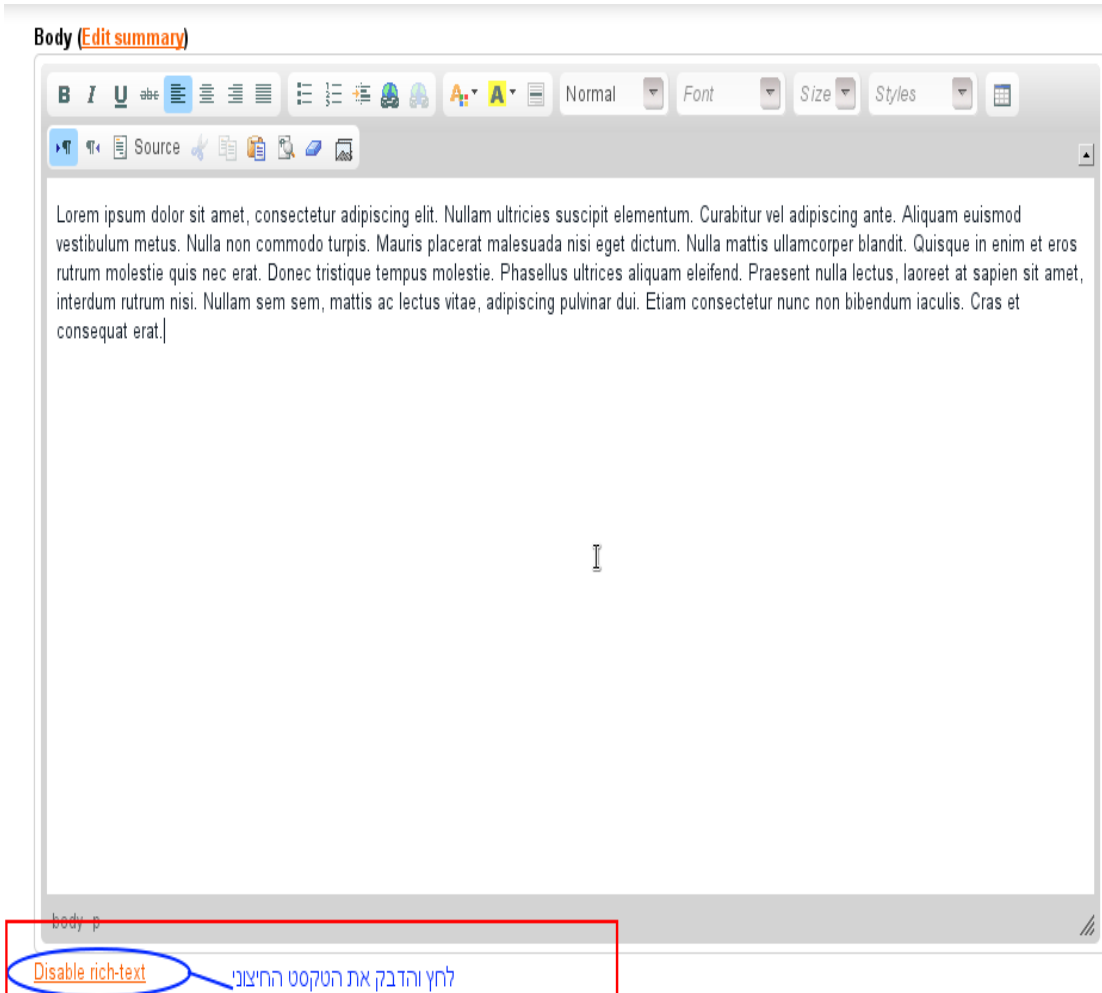 Body (Edit summary)
B I U abc A A Normal Font Size Styles
Source
Lorem ipsum dolor sit amet, consectetur adipiscing elit. Nullam ultricies suscipit elementum. Curabitur vel adipiscing ante. Aliquam euismod
vestibulum metus. Nulla non commodo turpis. Mauris placerat malesuada nisi eget dictum. Nulla mattis ullamcorper blandit. Quisque in enim et eros
rutrum molestie quis nec erat. Donec tristique tempus molestie. Phasellus ultrices aliquam eleifend. Praesent nulla lectus, laoreet at sapien sit amet,
interdum rutrum nisi. Nullam sem sem, mattis ac lectus vitae, adipiscing pulvinar dui. Etiam consectetur nunc non bibendum iaculis. Cras et
consequat erat.
body p
Disable rich-text לחץ והדבק את הטקסט החיצוני